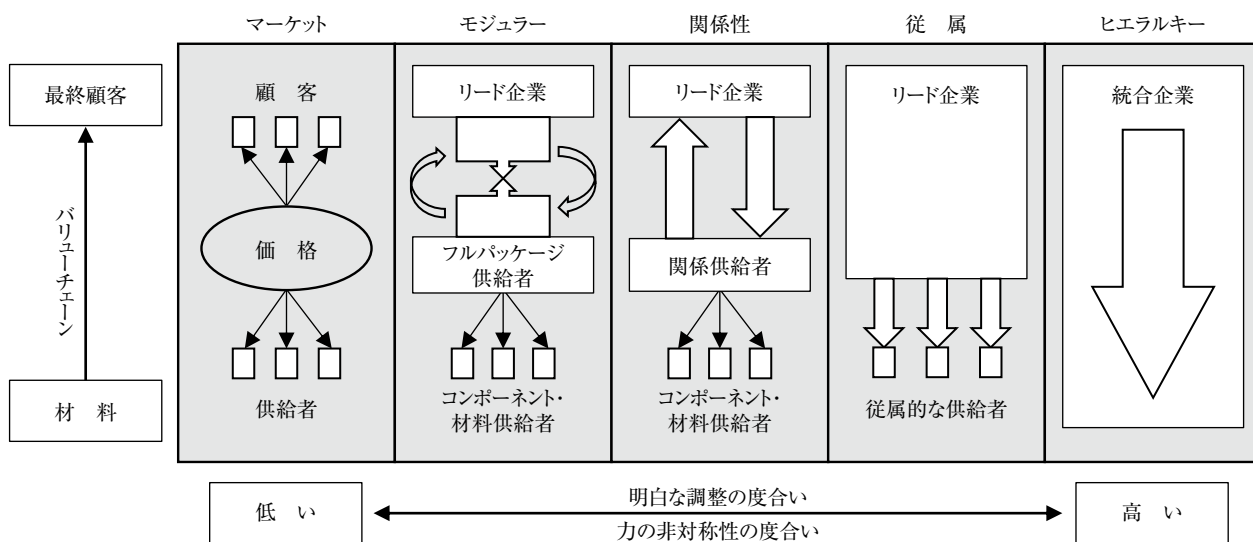 マーケット
モジュラー
関係性
従　属
ヒエラルキー
最終顧客
バリューチェーン
材　料
顧　客
価　格
供給者
リード企業
フルパッケージ
供給者
コンポーネント・
材料供給者
リード企業
関係供給者
コンポーネント・
材料供給者
リード企業
従属的な供給者
統合企業
低　い
明白な調整の度合い
力の非対称性の度合い
高　い